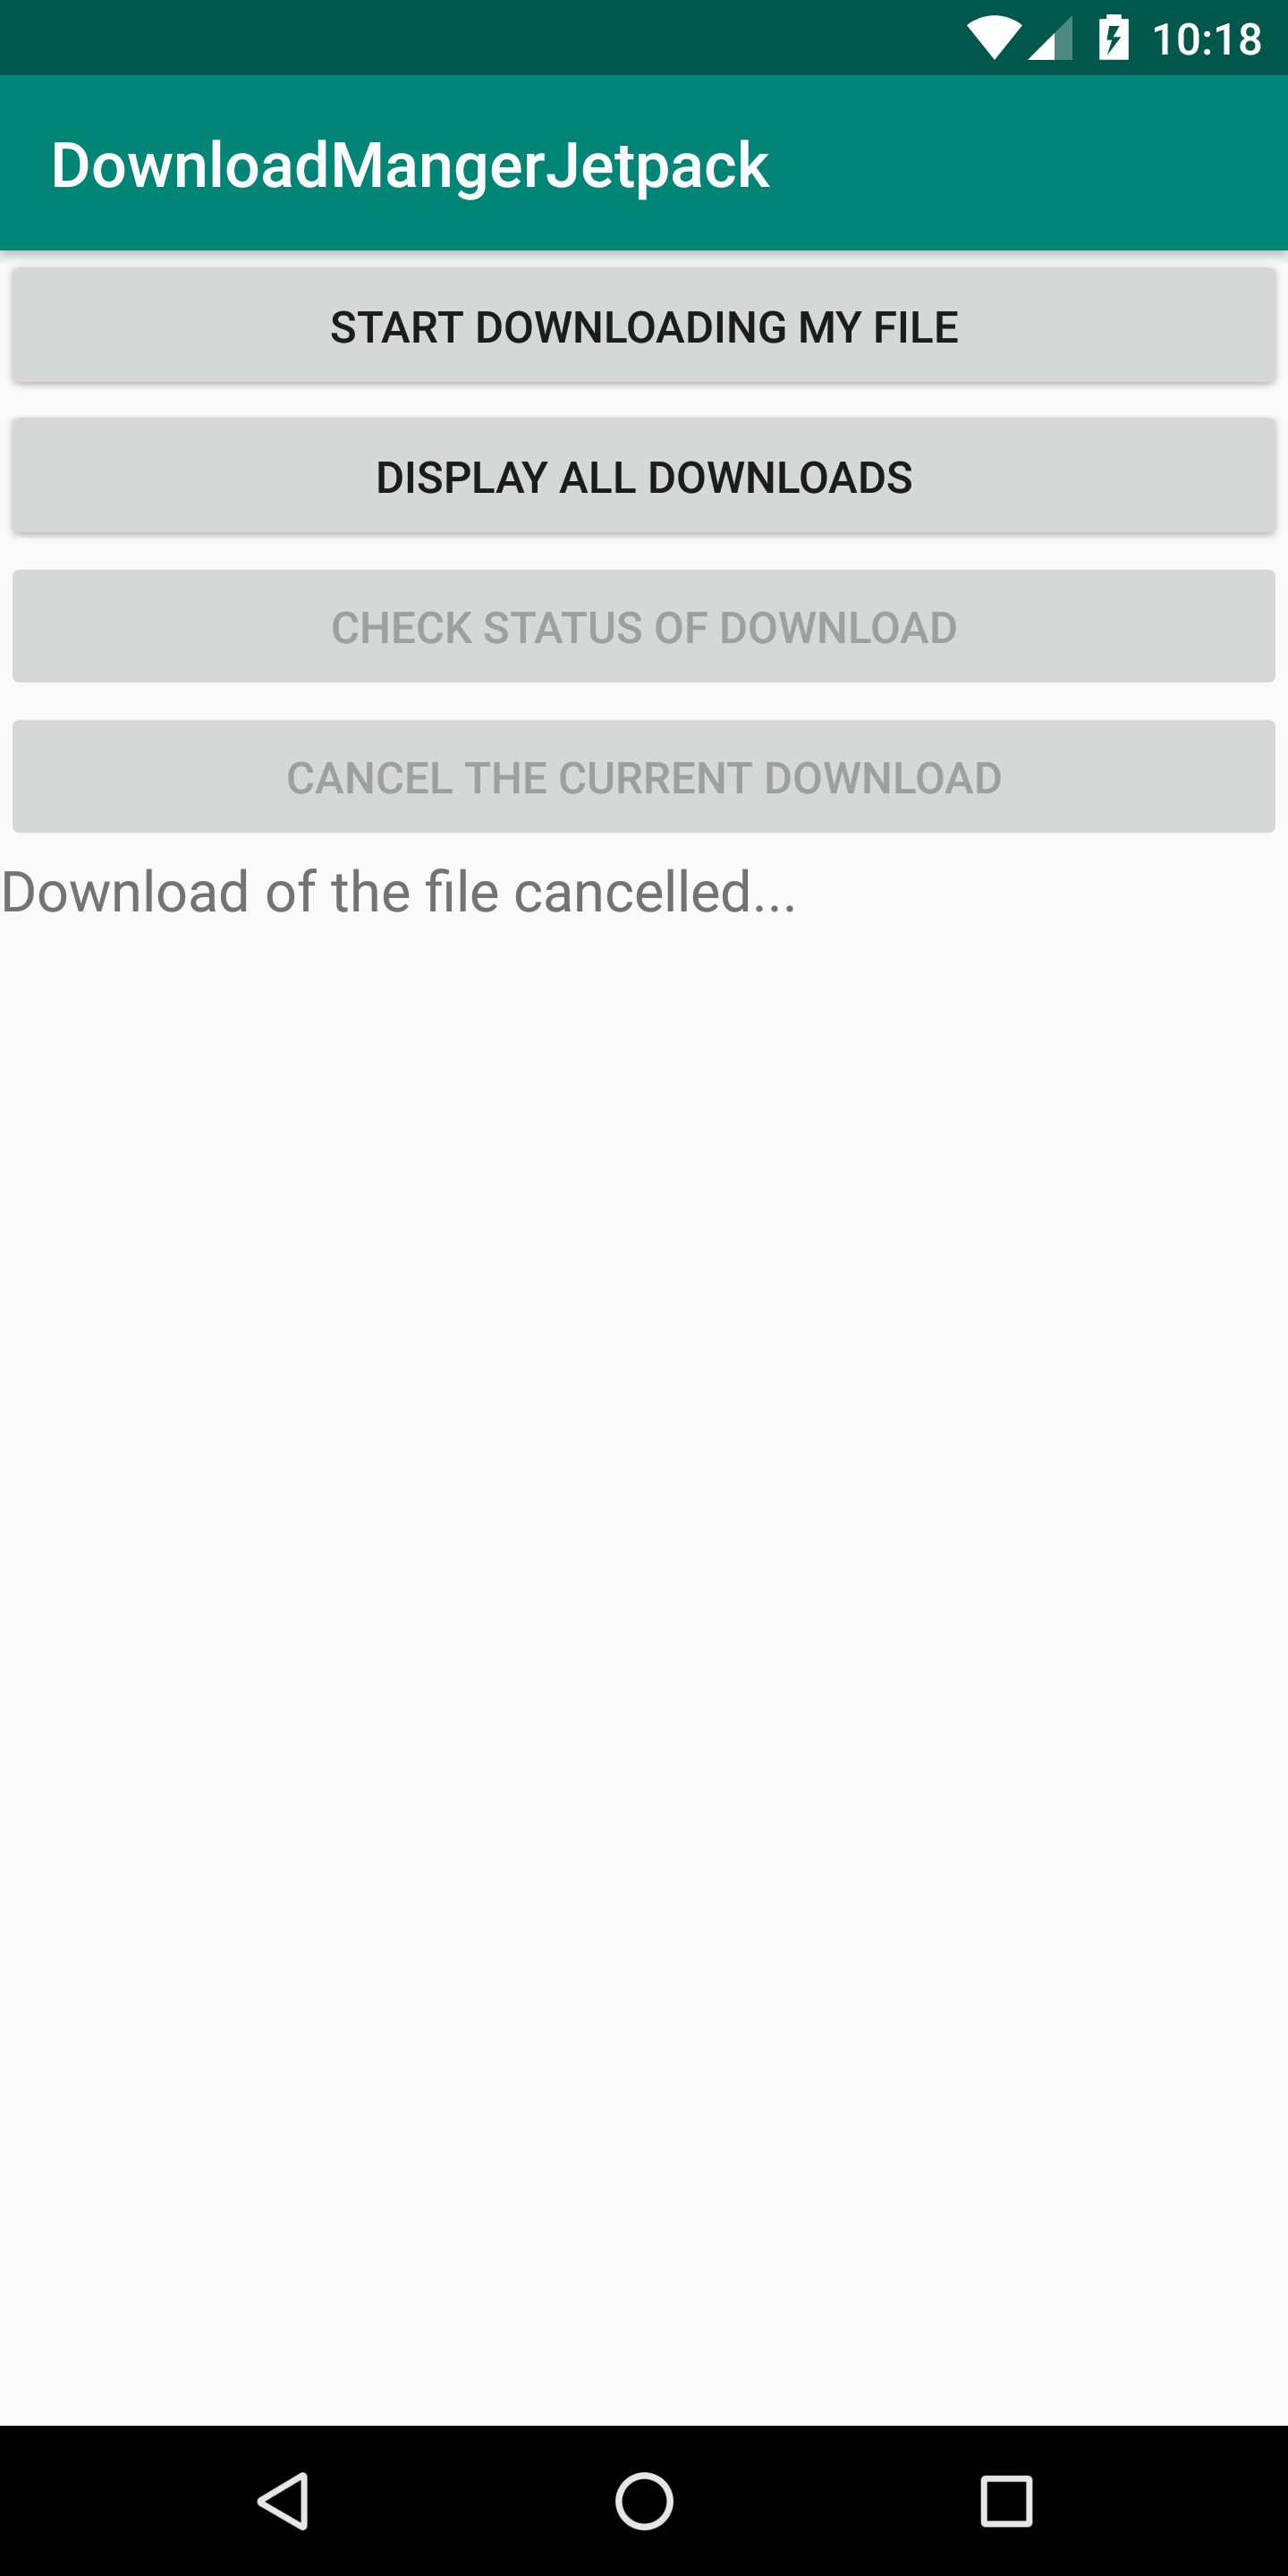 10:18
DownloadMangerJetpack
START DOWNLOADING MY FILE
DISPLAY ALL DOWNLOADS
CHECK STATUS OF DOWNLOAD
CANCEL THE CURRENT DOWNLOAD
Download of the file cancelled...